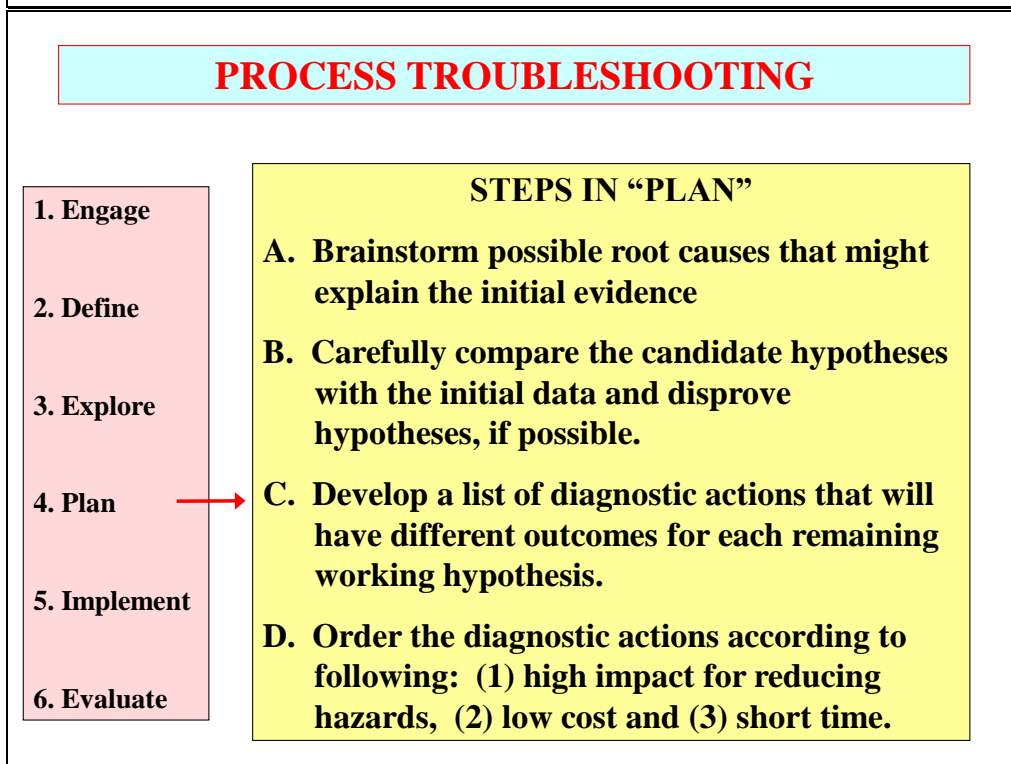 PROCESS TROUBLESHOOTING
1. Engage
2. Define
3. Explore
4. Plan
5. Implement
6. Evaluate
STEPS IN “PLAN”
A. Brainstorm possible root causes that might
explain the initial evidence
B. Carefully compare the candidate hypotheses
with the initial data and disprove
hypotheses, if possible.
C. Develop a list of diagnostic actions that will
have different outcomes for each remaining
working hypothesis.
D. Order the diagnostic actions according to
following: (1) high impact for reducing
hazards, (2) low cost and (3) short time.